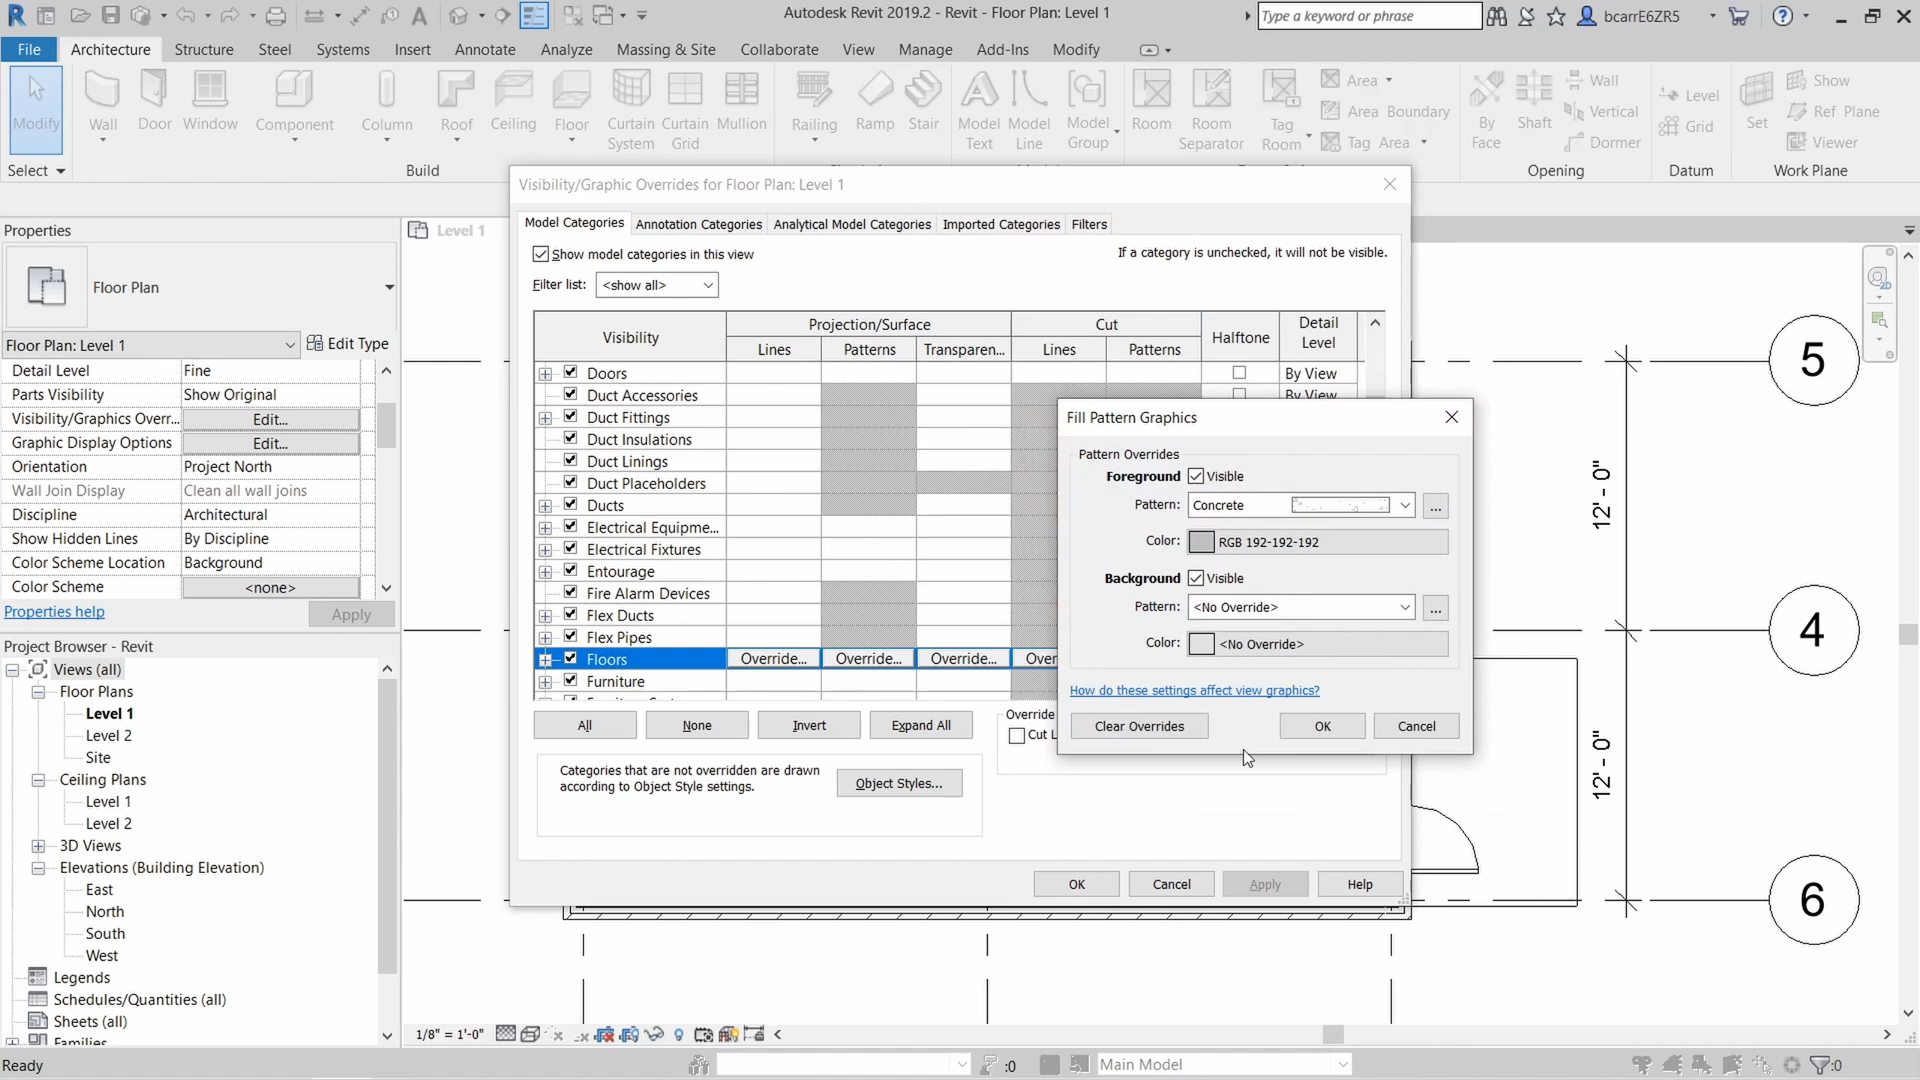 Autodesk Revit 2019.2 - Revit - Floor Plan: Level 1
Type a keyword or phrase
bcarrE6ZR5
File Architecture Structure Steel Systems Insert Annotate Analyze Massing & Site Collaborate View Manage Add-Ins Modify
Modify Wall Door Window Component Column Roof Ceiling Floor Curtain System Curtain Grid Mullion Railing Ramp Stair Model Text Model Line Model Group Room Room Separator Tag Room
Area
Area Boundary
Tag Area
By Face Shaft Wall
Vertical
Dormer
Level
Grid
Set Show
Ref Plane
Viewer
Select Build Opening Datum Work Plane
Properties
Floor Plan
Floor Plan: Level 1 Edit Type
Detail Level Fine
Parts Visibility Show Original
Visibility/Graphics Overr... Edit...
Graphic Display Options Edit...
Orientation Project North
Wall Join Display Clean all wall joins
Discipline Architectural
Show Hidden Lines By Discipline
Color Scheme Location Background
Color Scheme <none>
Properties help Apply
Project Browser - Revit
Views (all)
Floor Plans
Level 1
Level 2
Site
Ceiling Plans
Level 1
Level 2
3D Views
Elevations (Building Elevation)
East
North
South
West
Legends
Schedules/Quantities (all)
Sheets (all)
Families
Level 1
Visibility/Graphic Overrides for Floor Plan: Level 1
Model Categories Annotation Categories Analytical Model Categories Imported Categories Filters
Show model categories in this view
If a category is unchecked, it will not be visible.
Filter list: <show all>
Visibility Projection/Surface Cut Halftone Detail Level
Lines Patterns Transparen... Lines Patterns
Doors By View
Duct Accessories By View
Duct Fittings
Duct Insulations
Duct Linings
Duct Placeholders
Ducts
Electrical Equipme...
Electrical Fixtures
Entourage
Fire Alarm Devices
Flex Ducts
Flex Pipes
Floors Override... Override... Override... Over
Furniture
All None Invert Expand All
Override
Cut L
Categories that are not overridden are drawn
according to Object Style settings.
Object Styles...
OK Cancel Apply Help
Fill Pattern Graphics
Pattern Overrides
Foreground Visible
Pattern: Concrete ...
Color: RGB 192-192-192
Background Visible
Pattern: <No Override> ...
Color: <No Override>
How do these settings affect view graphics?
Clear Overrides OK Cancel
5
12' - 0"
4
12' - 0"
6
2D
1/8" = 1'-0"
Ready
:0
Main Model
:0